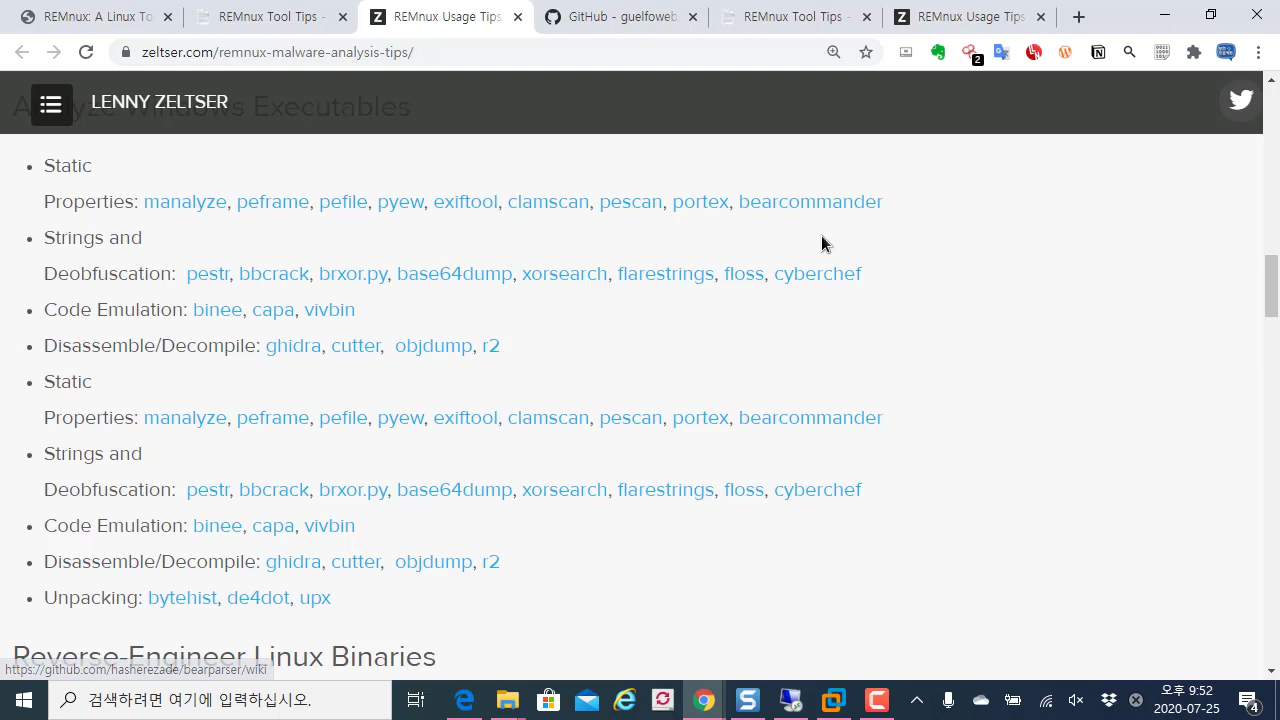 REMnux: A Linux To
REMnux Tool Tips -
REMnux Usage Tips
GitHub - guelfoweb
REMnux Tool Tips -
REMnux Usage Tips
zeltser.com/remnux-malware-analysis-tips/
2
LENNY ZELTSER
Analyze Windows Executables
• Static
Properties: manalyze, peframe, pefile, pyew, exiftool, clamscan, pescan, portex, bearcommander
• Strings and
Deobfuscation: pestr, bbcrack, brxor.py, base64dump, xorsearch, flarestrings, floss, cyberchef
• Code Emulation: binee, capa, vivbin
• Disassemble/Decompile: ghidra, cutter, objdump, r2
• Static
Properties: manalyze, peframe, pefile, pyew, exiftool, clamscan, pescan, portex, bearcommander
• Strings and
Deobfuscation: pestr, bbcrack, brxor.py, base64dump, xorsearch, flarestrings, floss, cyberchef
• Code Emulation: binee, capa, vivbin
• Disassemble/Decompile: ghidra, cutter, objdump, r2
• Unpacking: bytehist, de4dot, upx
Reverse-Engineer Linux Binaries
https://github.com/hasherezade/bearparser/wiki
검색하려면 여기에 입력하십시오.
오후 9:52
2020-07-25
4